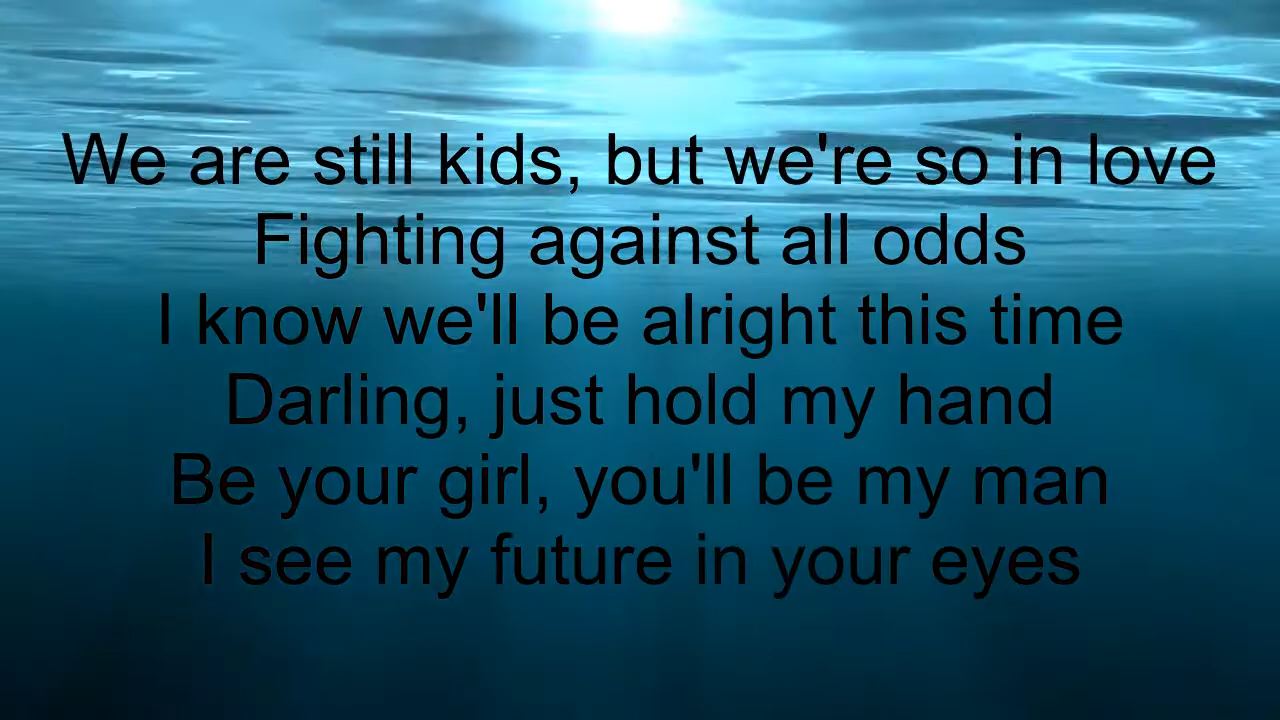 We are still kids, but we're so in love
Fighting against all odds
I know we'll be alright this time
Darling, just hold my hand
Be your girl, you'll be my man
I see my future in your eyes